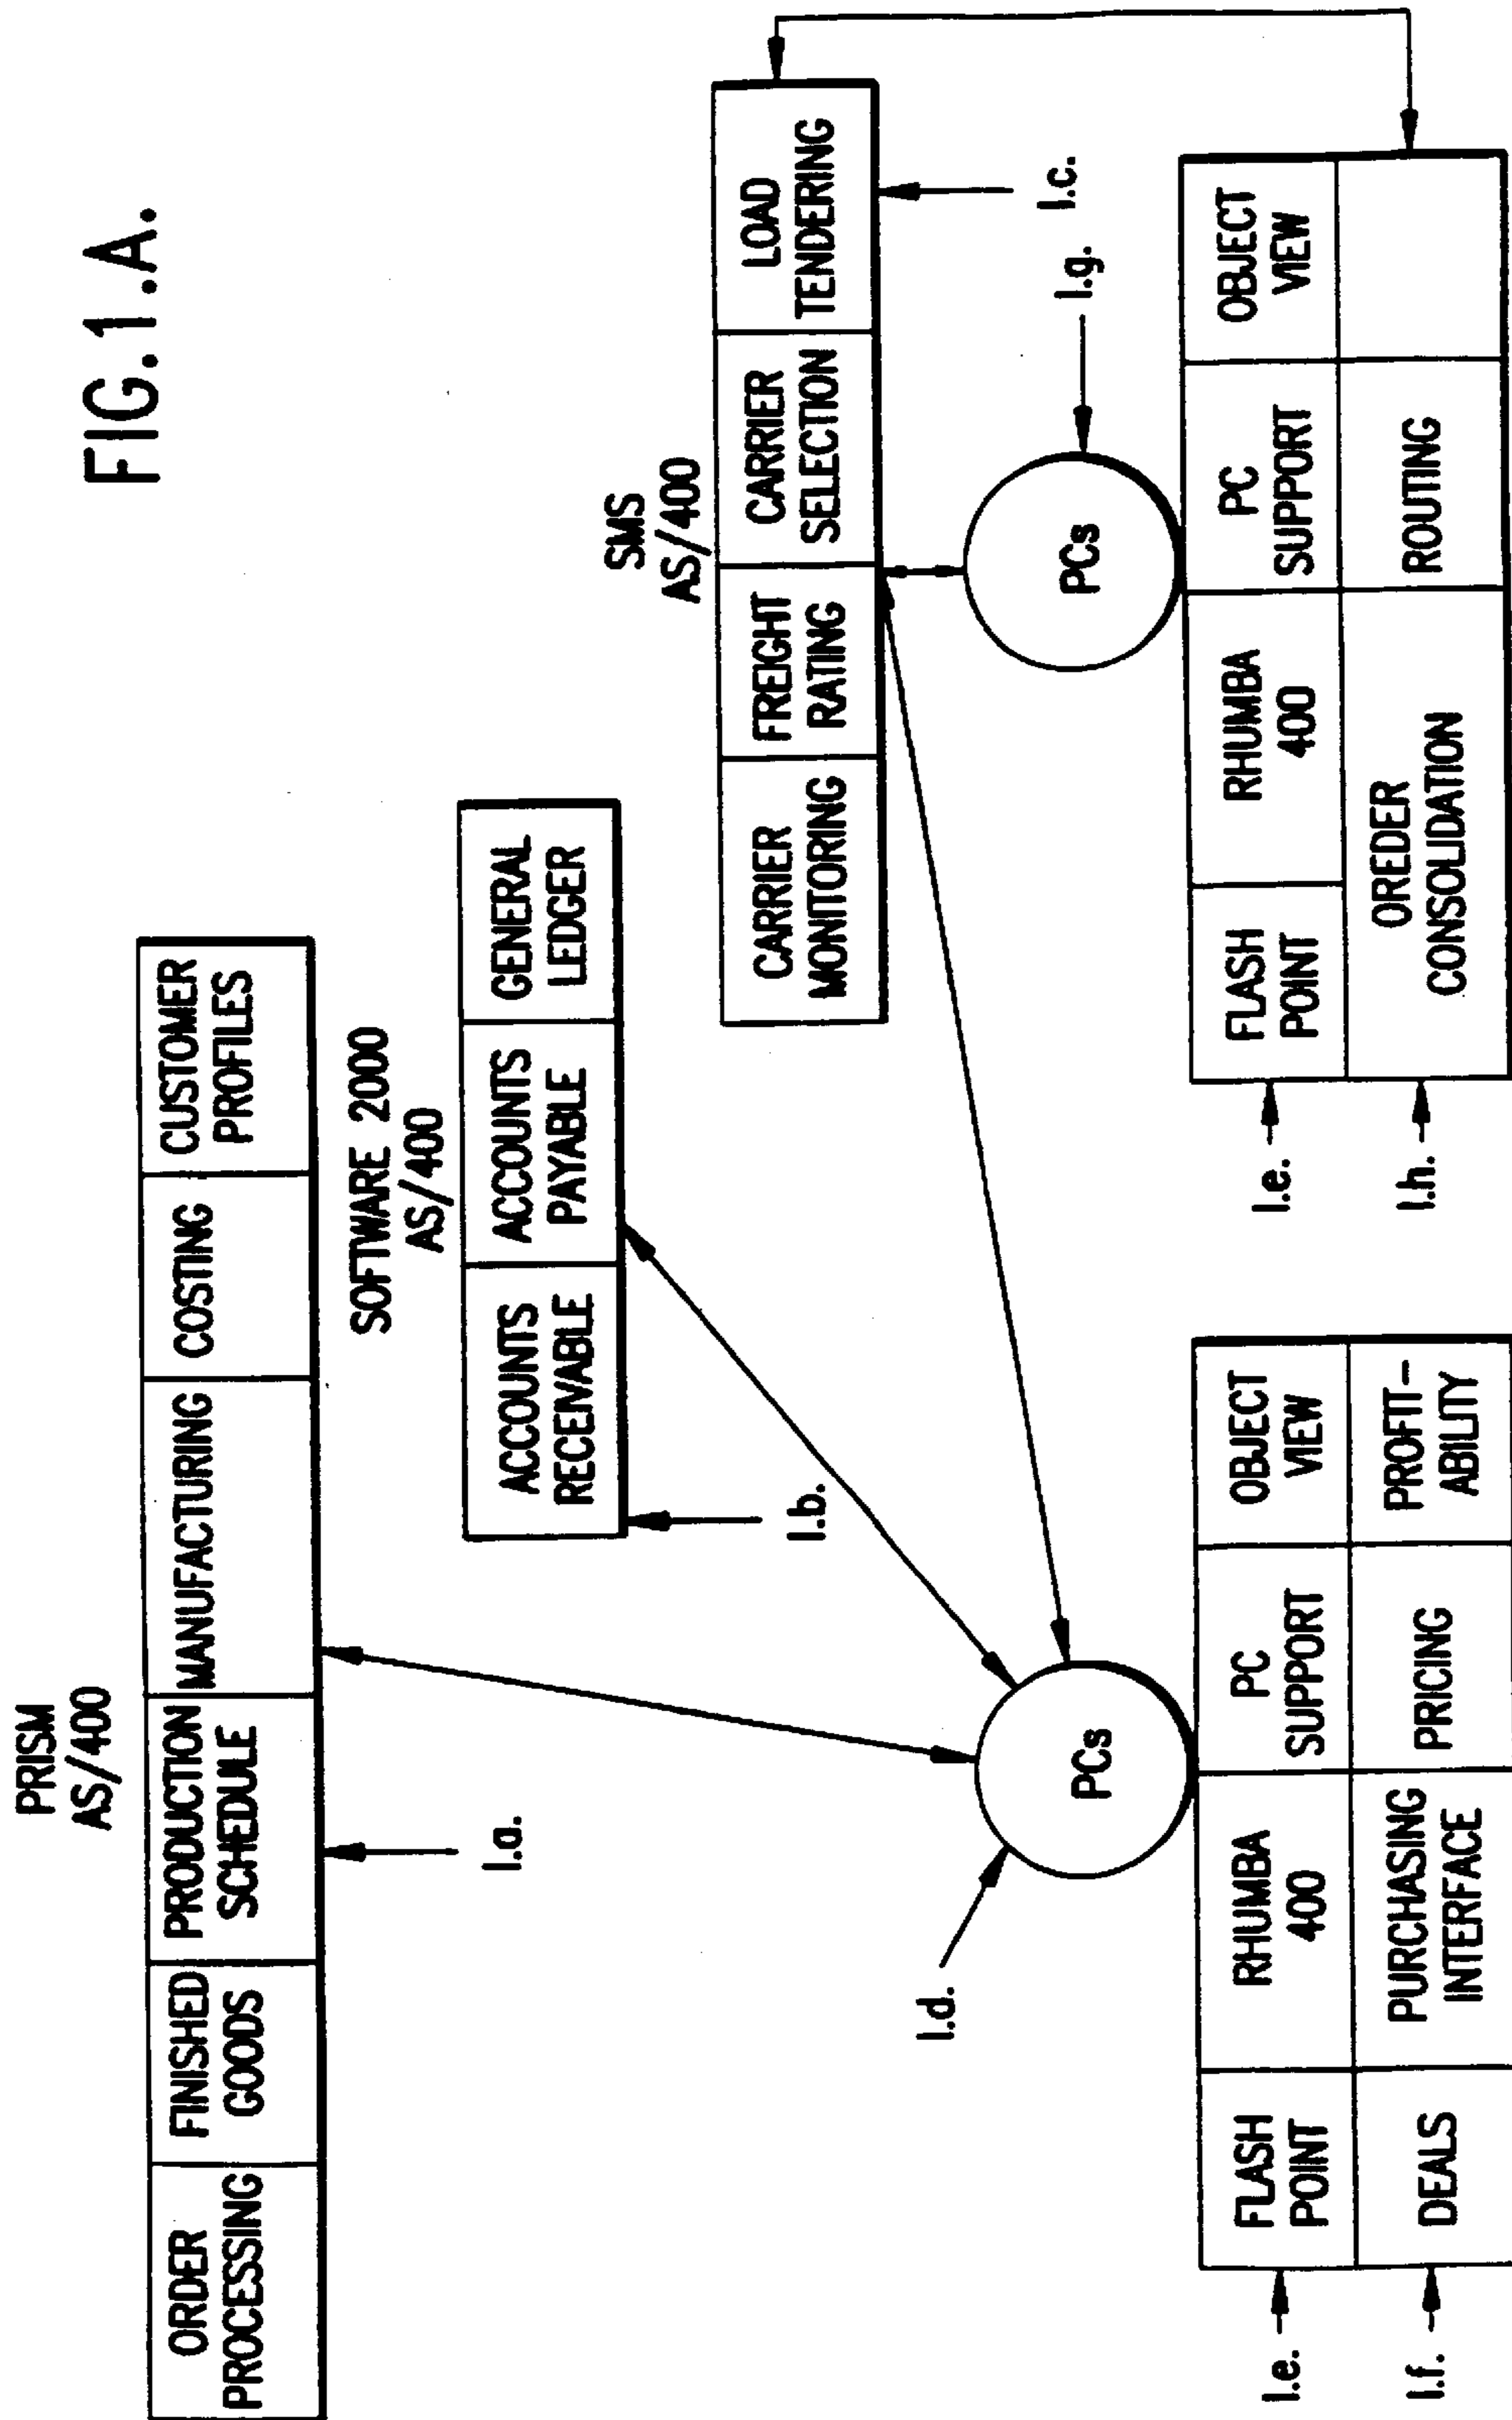 FIG.1.A.
PRISM
AS/400
ORDER
PROCESSING
FINISHED
GOODS
PRODUCTION
SCHEDULE
MANUFACTURING
COSTING
CUSTOMER
PROFILES
I.a.
SOFTWARE 2000
AS/400
ACCOUNTS
RECEIVABLE
ACCOUNTS
PAYABLE
GENERAL
LEDGER
I.b.
SMS
AS/400
CARRIER
MONITORING
FREIGHT
RATING
CARRIER
SELECTION
LOAD
TENDERING
I.c.
I.d.
PCs
I.g.
PCs
I.e.
FLASH
POINT
RHUMBA
400
PC
SUPPORT
OBJECT
VIEW
I.f.
DEALS
PURCHASING
INTERFACE
PRICING
PROFIT-
ABILITY
I.e.
FLASH
POINT
RHUMBA
400
PC
SUPPORT
OBJECT
VIEW
I.h.
OREDER
CONSOLIDATION
ROUTING